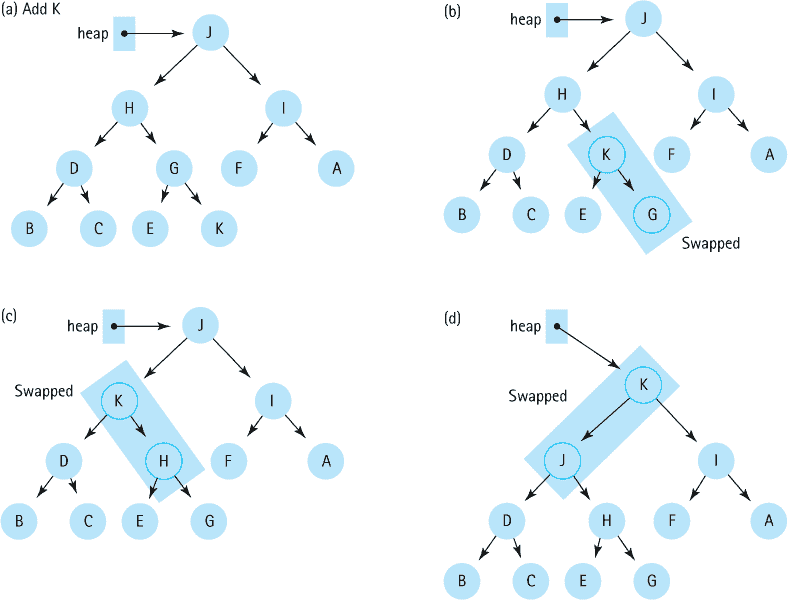 (a) Add K
heap
J
H I
D G F A
B C E K
(b)
heap
J
H I
D K F A
B C E G
Swapped
(c)
heap
J
Swapped
K I
D H F A
B C E G
(d)
heap
K
Swapped
J I
D H F A
B C E G